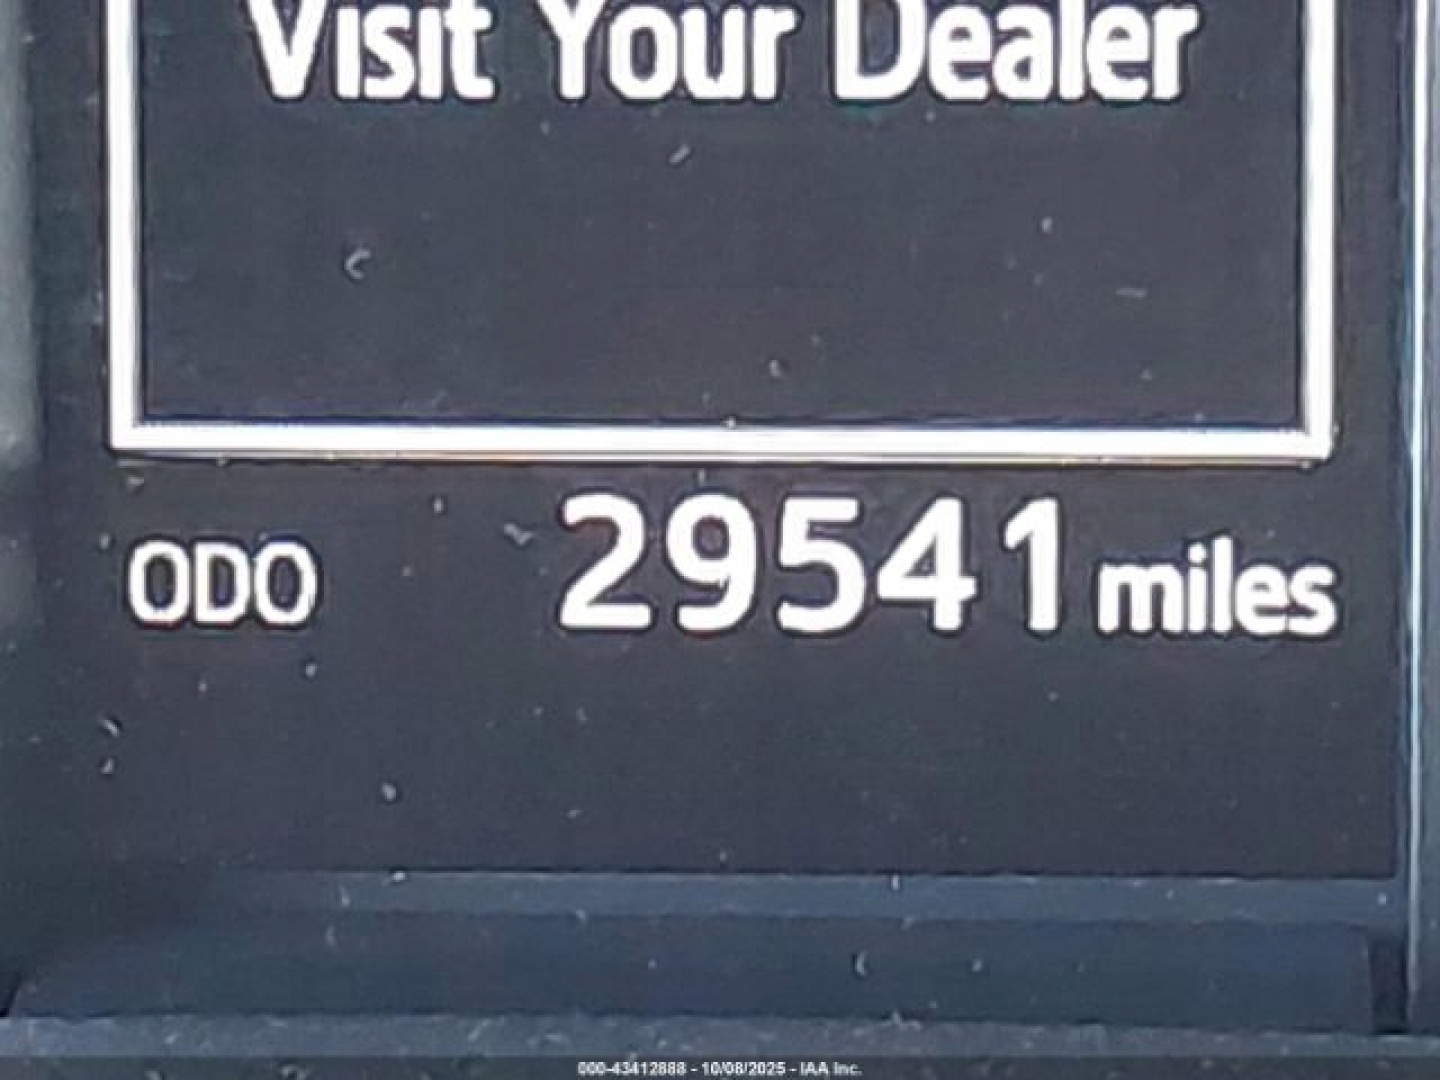 Visit Your Dealer
ODO 29541 miles
000-43412888 - 10/08/2025 - IAA Inc.